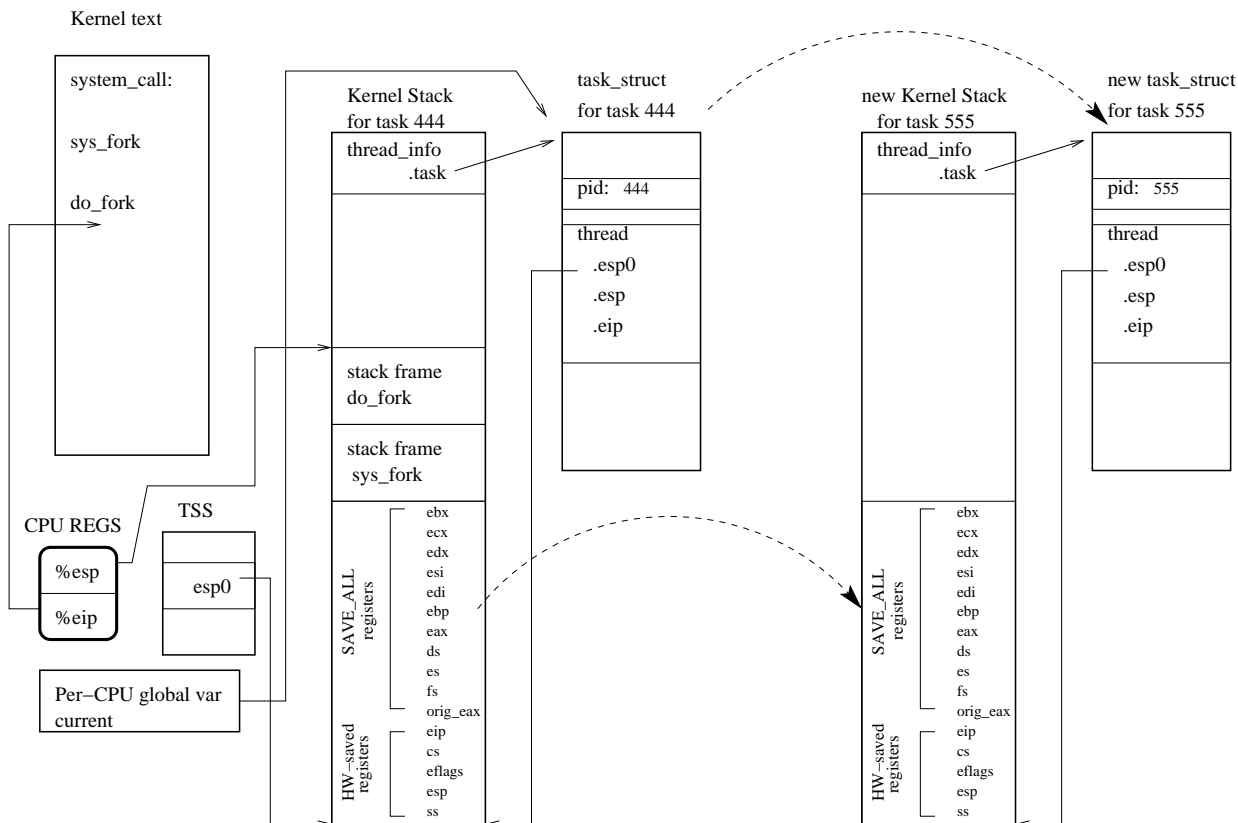 Kernel text
system_call:
sys_fork
do_fork
CPU REGS
%esp
%eip
TSS
esp0
Per-CPU global var
current
Kernel Stack
for task 444
thread_info
.task
stack frame
do_fork
stack frame
sys_fork
SAVE_ALL
registers
ebx
ecx
edx
esi
edi
ebp
eax
ds
es
fs
orig_eax
HW-saved
registers
eip
cs
eflags
esp
ss
task_struct
for task 444
pid: 444
thread
.esp0
.esp
.eip
new Kernel Stack
for task 555
thread_info
.task
SAVE_ALL
registers
ebx
ecx
edx
esi
edi
ebp
eax
ds
es
fs
orig_eax
HW-saved
registers
eip
cs
eflags
esp
ss
new task_struct
for task 555
pid: 555
thread
.esp0
.esp
.eip